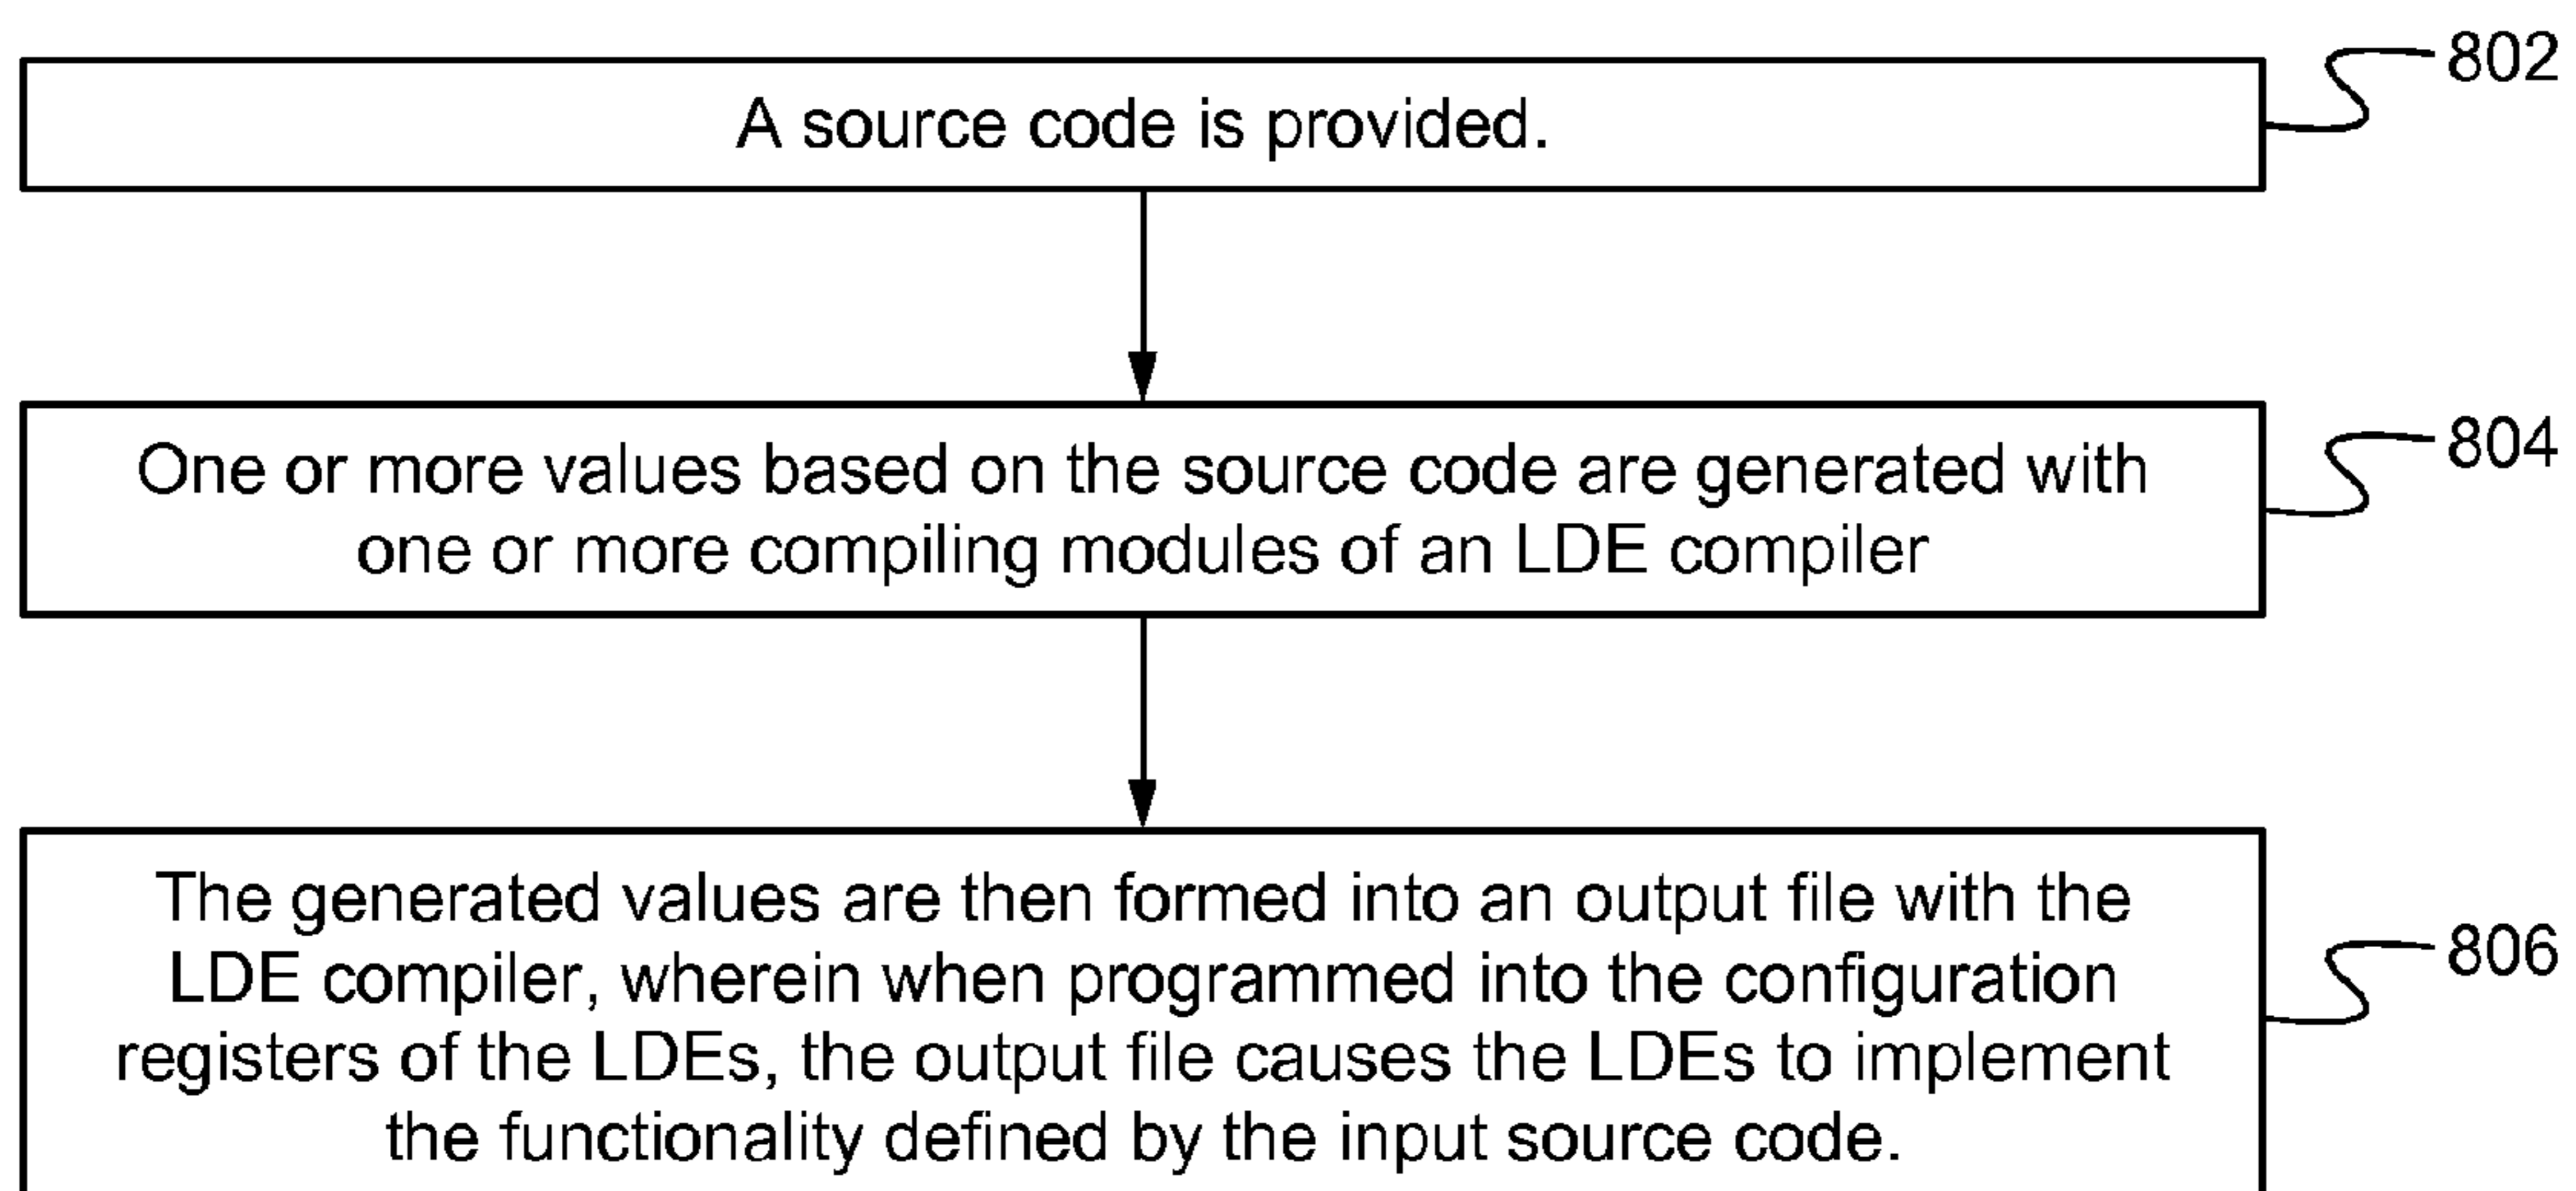 802
A source code is provided.
804
One or more values based on the source code are generated with
one or more compiling modules of an LDE compiler
The generated values are then formed into an output file with the
LDE compiler, wherein when programmed into the configuration
806
registers of the LDEs, the output file causes the LDEs to implement
the functionality defined by the input source code.